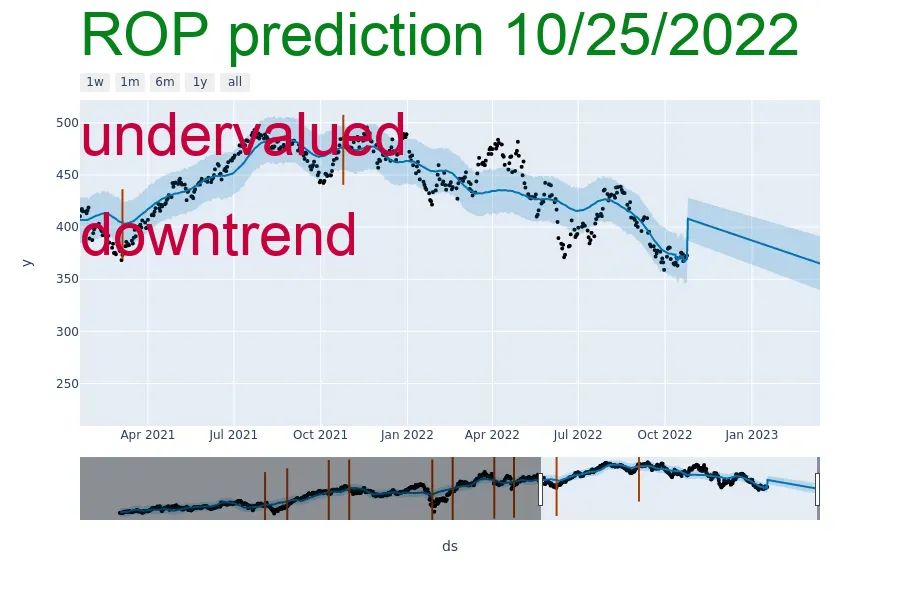 ROP prediction 10/25/2022
1w 1m 6m 1y all
undervalued
downtrend
500
450
400
350
300
250
y
Apr 2021 Jul 2021 Oct 2021 Jan 2022 Apr 2022 Jul 2022 Oct 2022 Jan 2023
ds